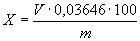 X = V · 0,03646 · 100 / m